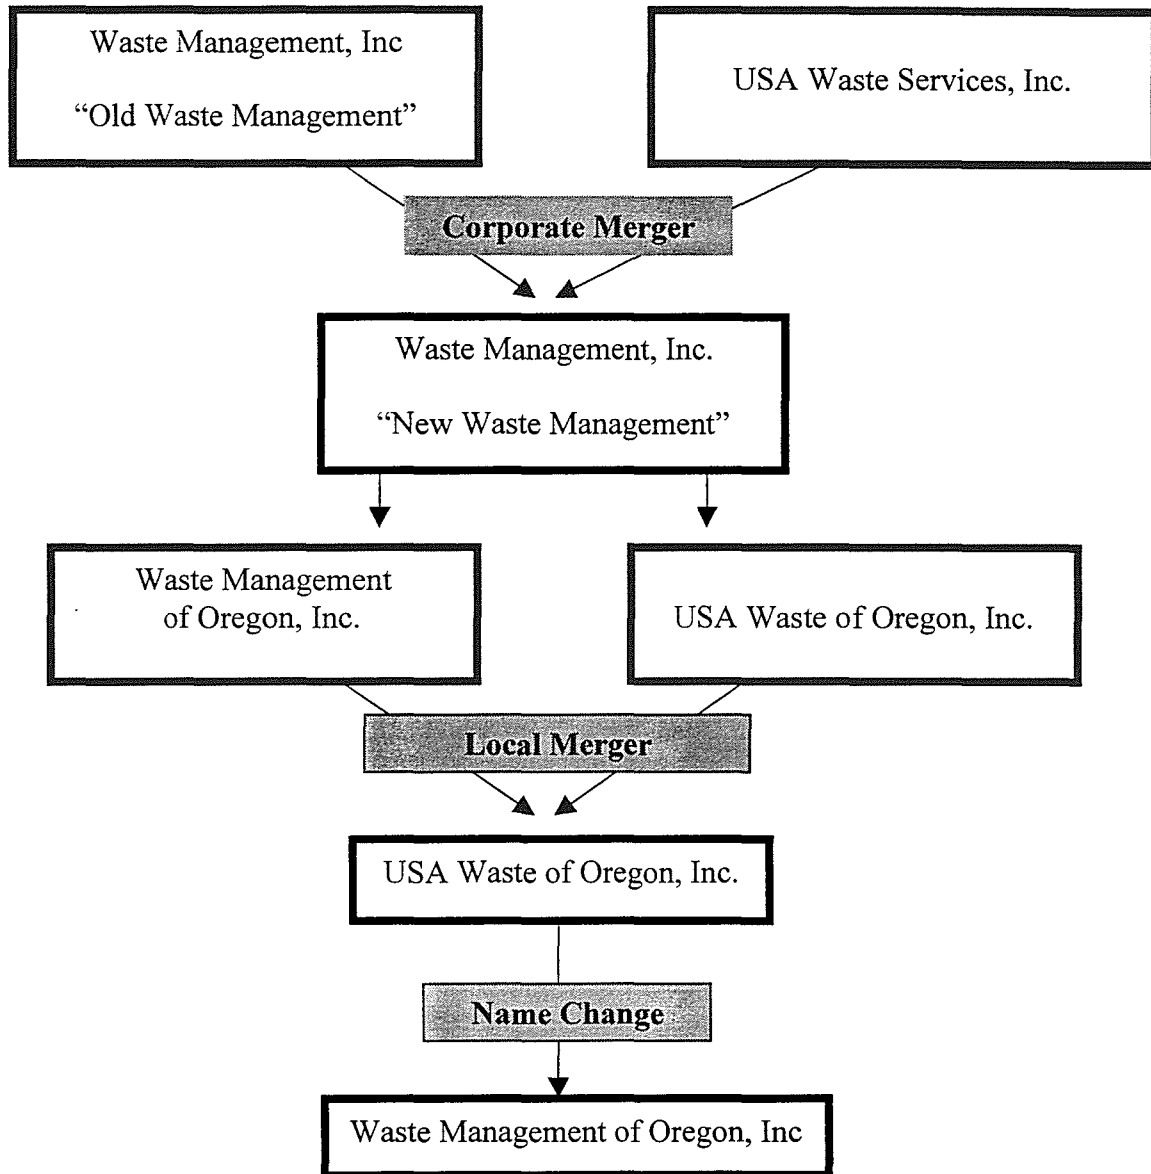 Waste Management, Inc
“Old Waste Management”
USA Waste Services, Inc.
Corporate Merger
Waste Management, Inc.
“New Waste Management”
Waste Management
of Oregon, Inc.
USA Waste of Oregon, Inc.
Local Merger
USA Waste of Oregon, Inc.
Name Change
Waste Management of Oregon, Inc